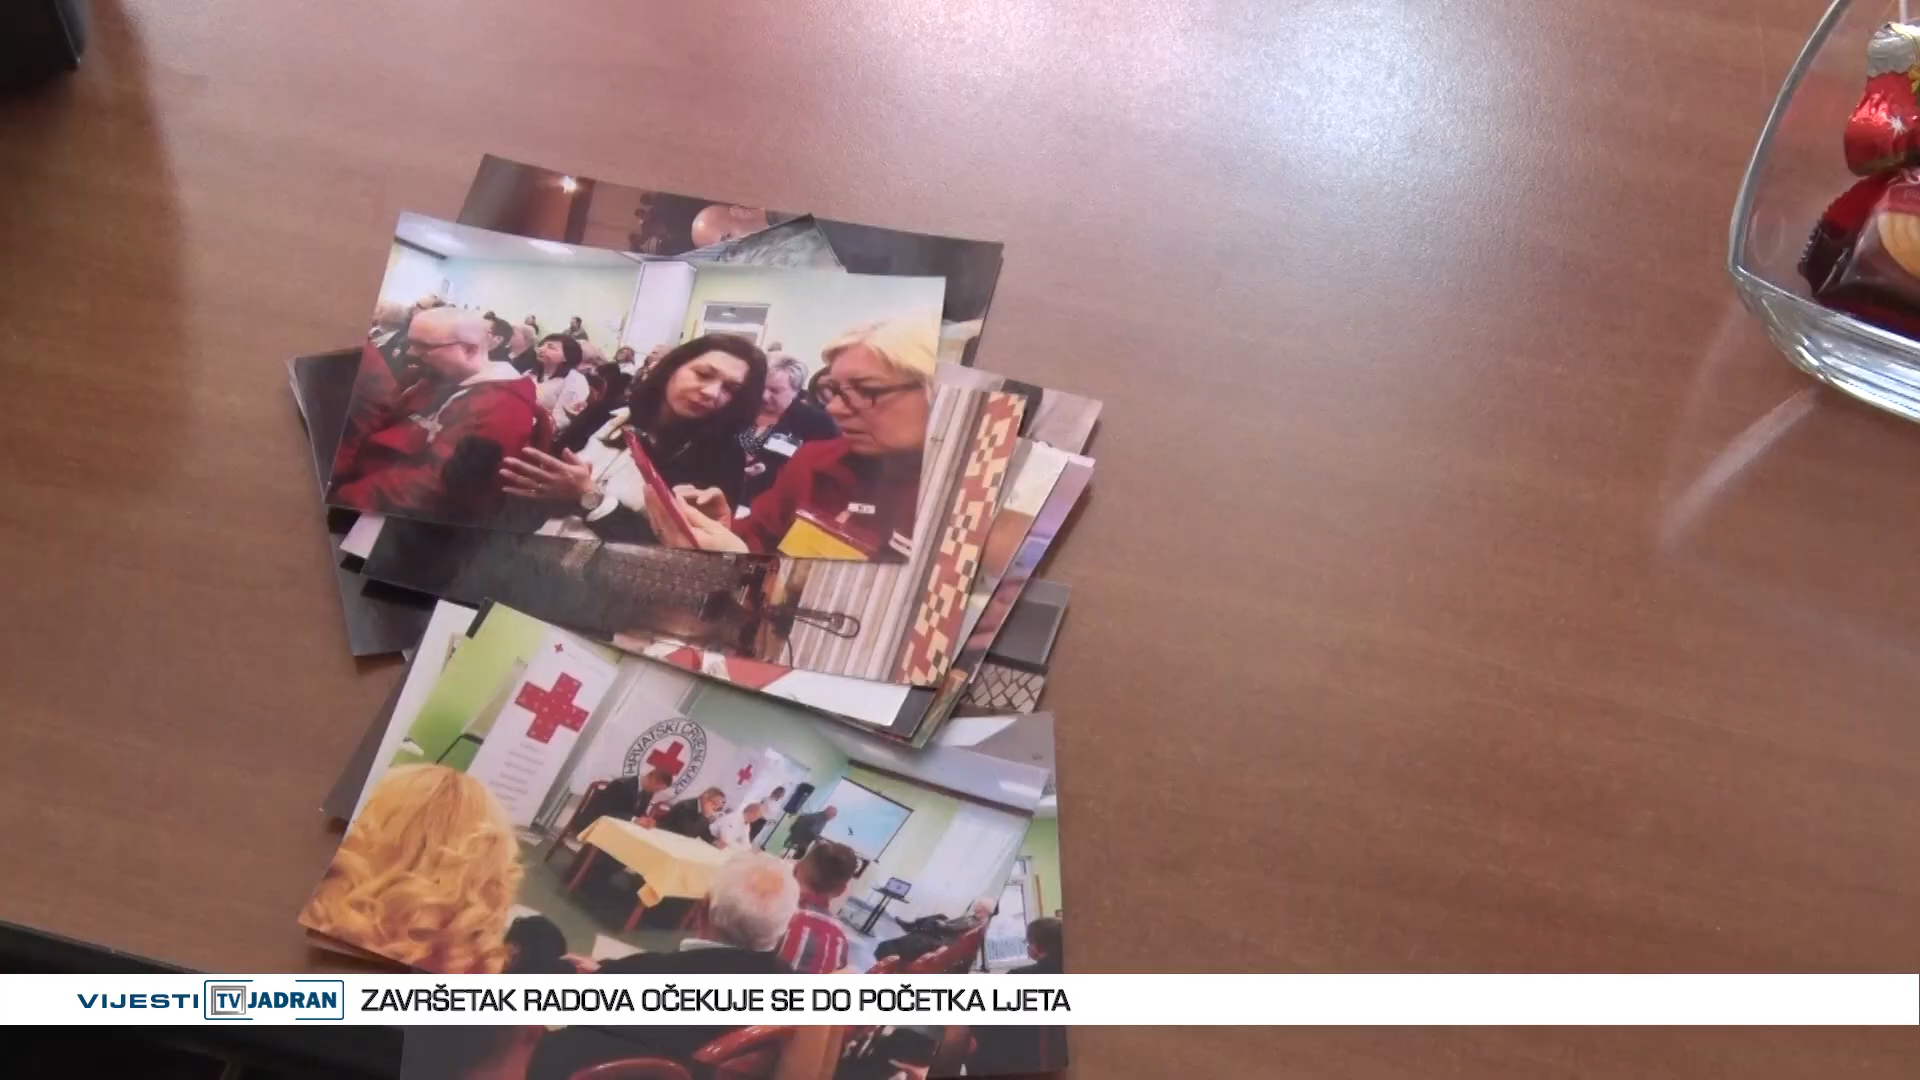 HRVATSKI CRVENI KRIŽ
VIJESTI TV JADRAN ZAVRŠETAK RADOVA OČEKUJE SE DO POČETKA LJETA